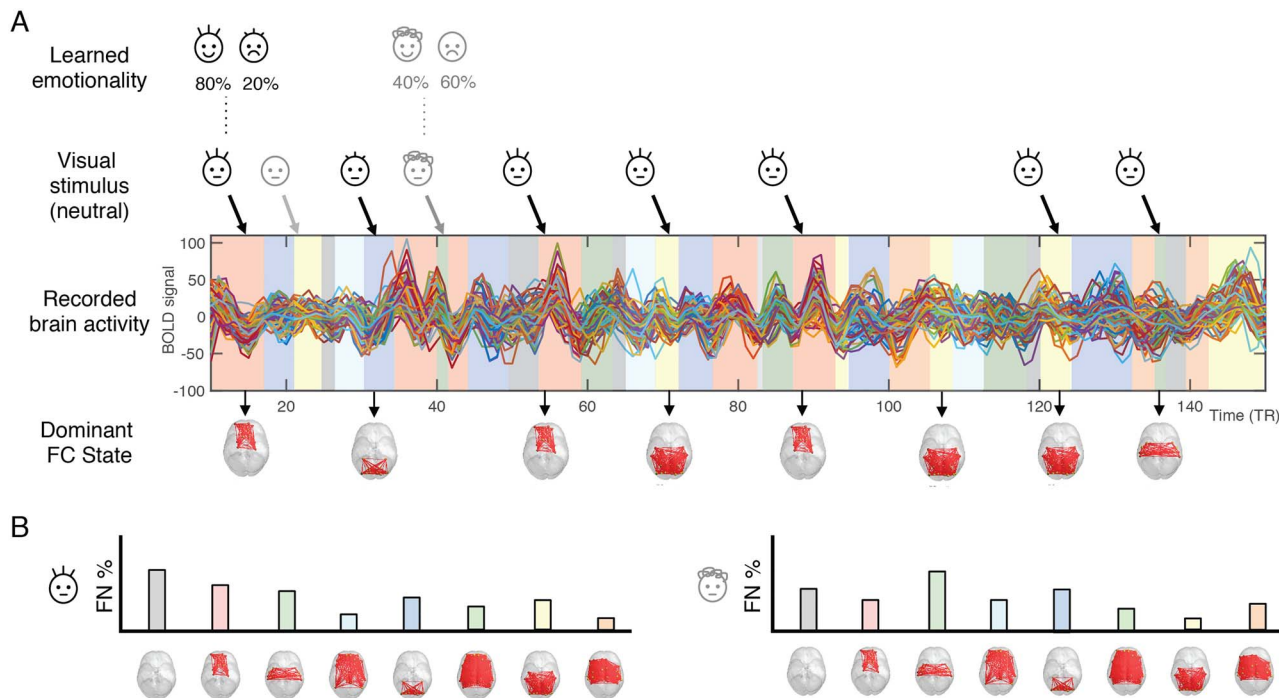 A
Learned
emotionality
80% 20%
40% 60%
Visual
stimulus
(neutral)
Recorded
brain activity
BOLD signal
100
50
0
-50
-100
20 40 60 80 100 120 140 Time (TR)
Dominant
FC State
B
FN %
FN %